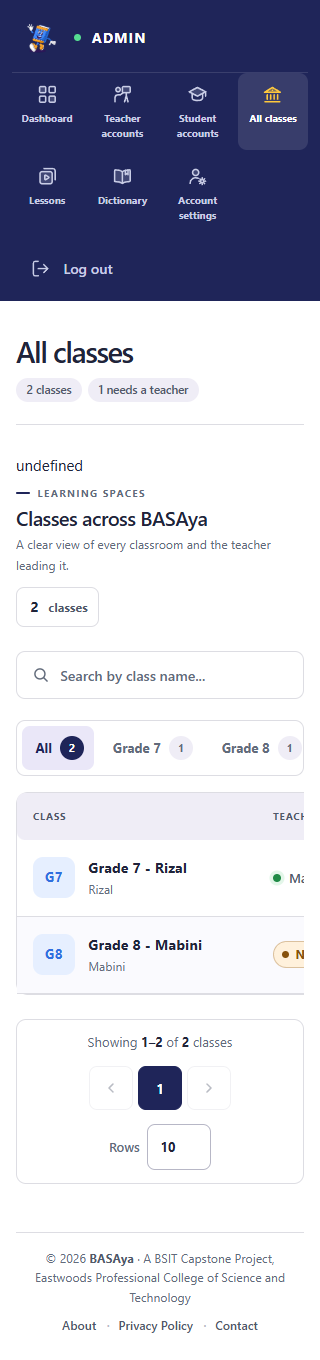 ADMIN
Dashboard
Teacher accounts
Student accounts
All classes
Lessons
Dictionary
Account settings
Log out
All classes
2 classes
1 needs a teacher
undefined
LEARNING SPACES
Classes across BASAya
A clear view of every classroom and the teacher
leading it.
2 classes
Search by class name...
All 2
Grade 7 1
Grade 8 1
CLASS TEACH
G7
Grade 7 - Rizal
Rizal
Ma
G8
Grade 8 - Mabini
Mabini
N
Showing 1–2 of 2 classes
1
Rows 10
© 2026 BASAya · A BSIT Capstone Project,
Eastwoods Professional College of Science and
Technology
About · Privacy Policy · Contact